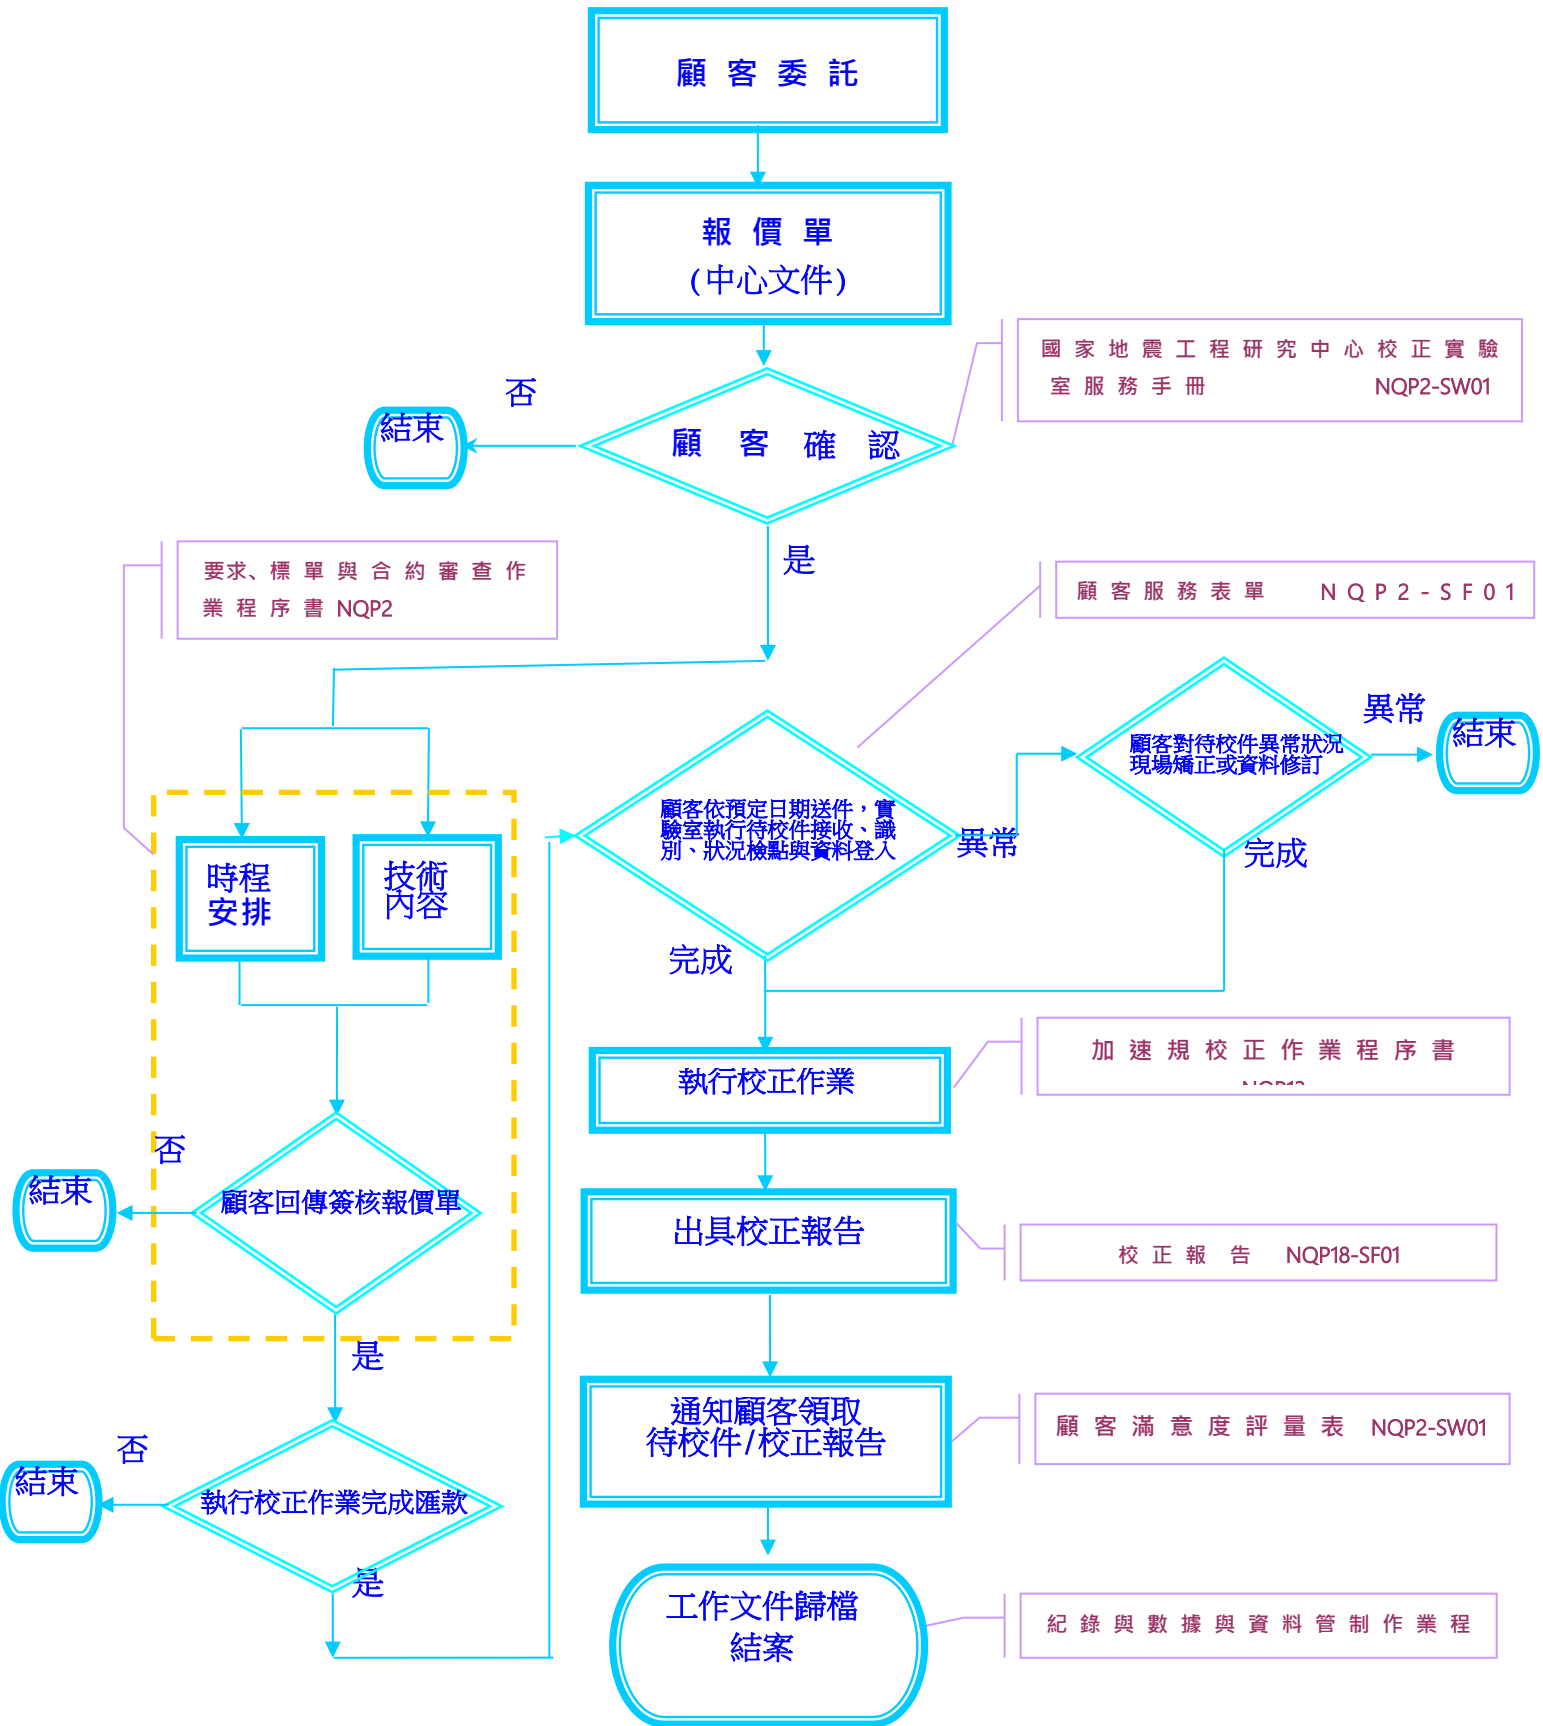 顧客委託
報價單
(中心文件)
國家地震工程研究中心校正實驗
室服務手冊 NQP2-SW01
否
結束
顧客確認
是
要求、標單與合約審查作
業程序書 NQP2
顧客服務表單 NQP2-SF01
異常
結束
顧客對待校件異常狀況
現場矯正或資料修訂
顧客依預定日期送件，實
驗室執行待校件接收、識
別、狀況檢點與資料登入
異常
完成
時程
安排
技術
內容
完成
加速規校正作業程序書
執行校正作業
否
結束
顧客回傳簽核報價單
出具校正報告
校正報告 NQP18-SF01
是
通知顧客領取
待校件/校正報告
顧客滿意度評量表 NQP2-SW01
否
結束
執行校正作業完成匯款
是
工作文件歸檔
結案
紀錄與數據與資料管制作業程